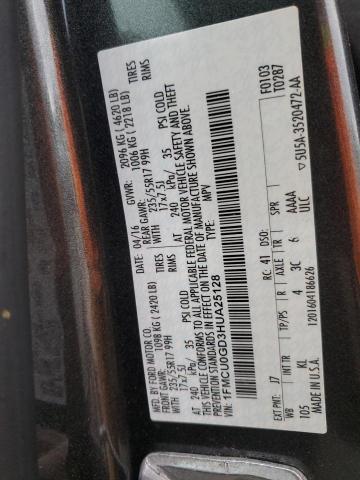 MFD. BY FORD MOTOR CO.
DATE: 04/16 GVWR: 2096 KG ( 4620 LB)
FRONT GAWR: 1098 KG ( 2420 LB) REAR GAWR: 1006 KG ( 2218 LB)
WITH 235/55R17 99H TIRES WITH 235/55R17 99H TIRES
17x7.5J RIMS 17x7.5J RIMS
AT 240 kPa/ 35 PSI COLD AT 240 kPa/ 35 PSI COLD
THIS VEHICLE CONFORMS TO ALL APPLICABLE FEDERAL MOTOR VEHICLE SAFETY AND THEFT
PREVENTION STANDARDS IN EFFECT ON THE DATE OF MANUFACTURE SHOWN ABOVE.
VIN: 1FMCU0GD3HUA25128 TYPE: MPV
F0103
T0287
EXT PNT: J7 RC: 41 DSO:
WB INT TR TP/PS R AXLE TR SPR
105 KL 4 3C 6 AAAA
ULC
MADE IN U.S.A. 1201604186626 5U5A-3520472-AA